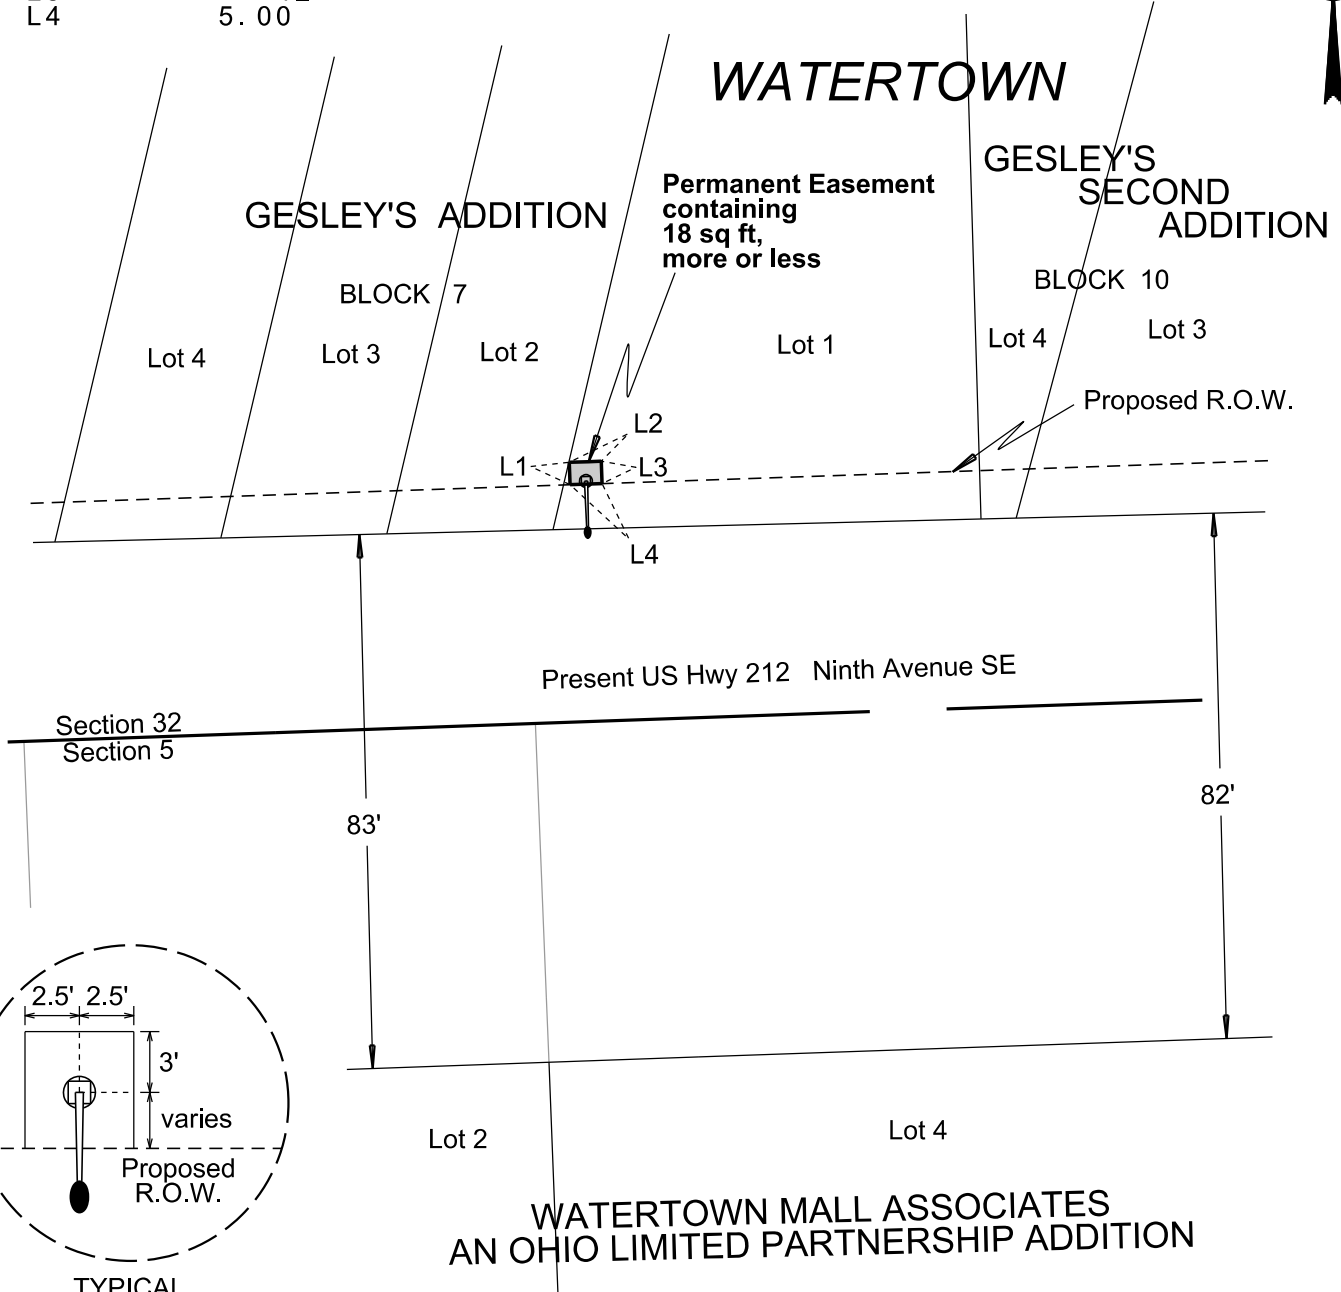 L4 5.00
WATERTOWN
GESLEY'S
SECOND
ADDITION
Permanent Easement
containing
18 sq ft,
more or less
GESLEY'S ADDITION
BLOCK 7
BLOCK 10
Lot 4
Lot 3
Lot 2
Lot 1
Lot 4
Lot 3
Proposed R.O.W.
L2
L1
L3
L4
Present US Hwy 212 Ninth Avenue SE
Section 32
Section 5
83'
82'
2.5' 2.5'
3'
varies
Proposed
R.O.W.
Lot 2
Lot 4
WATERTOWN MALL ASSOCIATES
AN OHIO LIMITED PARTNERSHIP ADDITION
TYPICAL